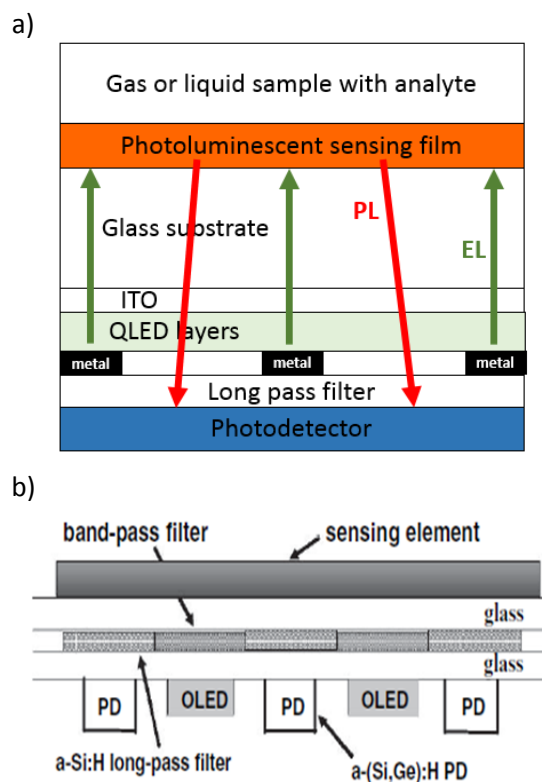 a)
Gas or liquid sample with analyte
Photoluminescent sensing film
PL
Glass substrate
EL
ITO
QLED layers
metal metal metal
Long pass filter
Photodetector
b)
band-pass filter sensing element
glass
glass
PD OLED PD OLED PD
a-Si:H long-pass filter a-(Si,Ge):H PD